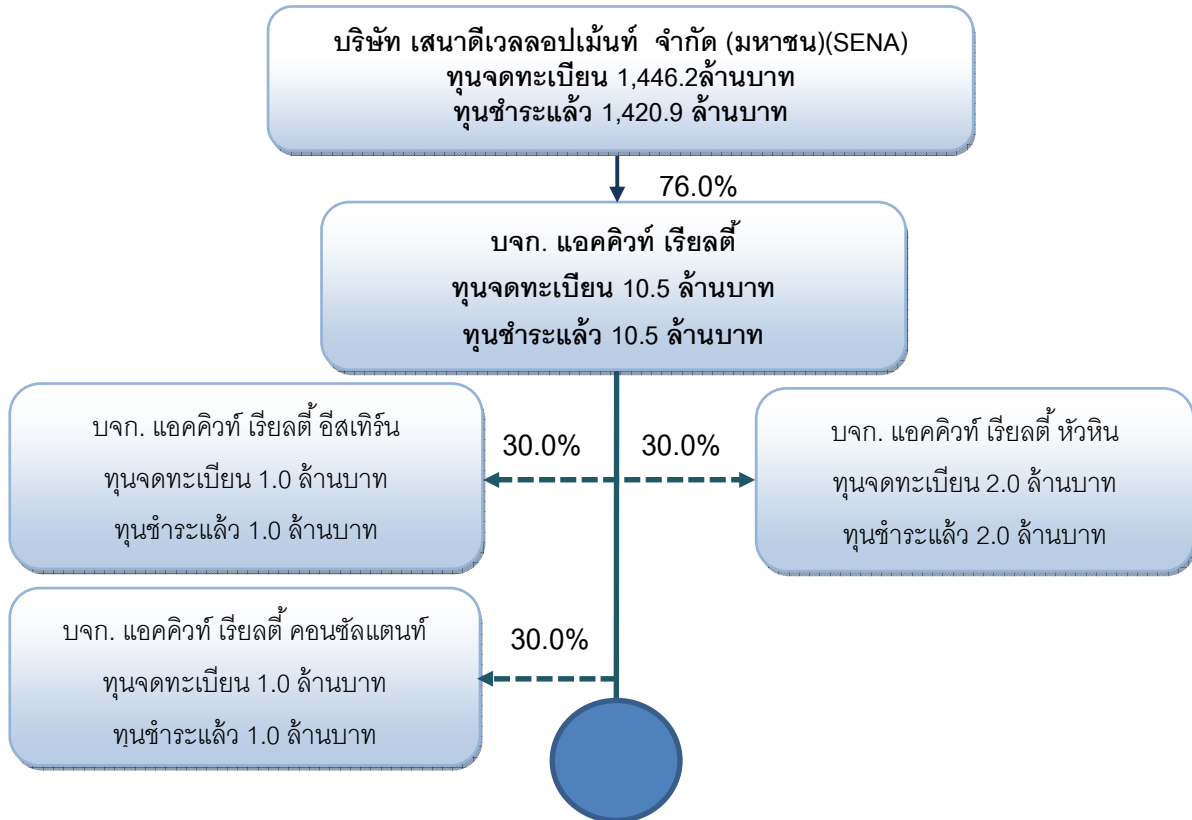 บริษัท เสนาดีเวลลอปเม้นท์ จำกัด (มหาชน)(SENA)
ทุนจดทะเบียน 1,446.2ล้านบาท
ทุนชำระแล้ว 1,420.9 ล้านบาท
76.0%
บจก. แอคคิวท์ เรียลตี้
ทุนจดทะเบียน 10.5 ล้านบาท
ทุนชำระแล้ว 10.5 ล้านบาท
บจก. แอคคิวท์ เรียลตี้ อีสเทิร์น
ทุนจดทะเบียน 1.0 ล้านบาท
ทุนชำระแล้ว 1.0 ล้านบาท
30.0%
30.0%
บจก. แอคคิวท์ เรียลตี้ หัวหิน
ทุนจดทะเบียน 2.0 ล้านบาท
ทุนชำระแล้ว 2.0 ล้านบาท
บจก. แอคคิวท์ เรียลตี้ คอนซัลแตนท์
ทุนจดทะเบียน 1.0 ล้านบาท
ทุนชำระแล้ว 1.0 ล้านบาท
30.0%